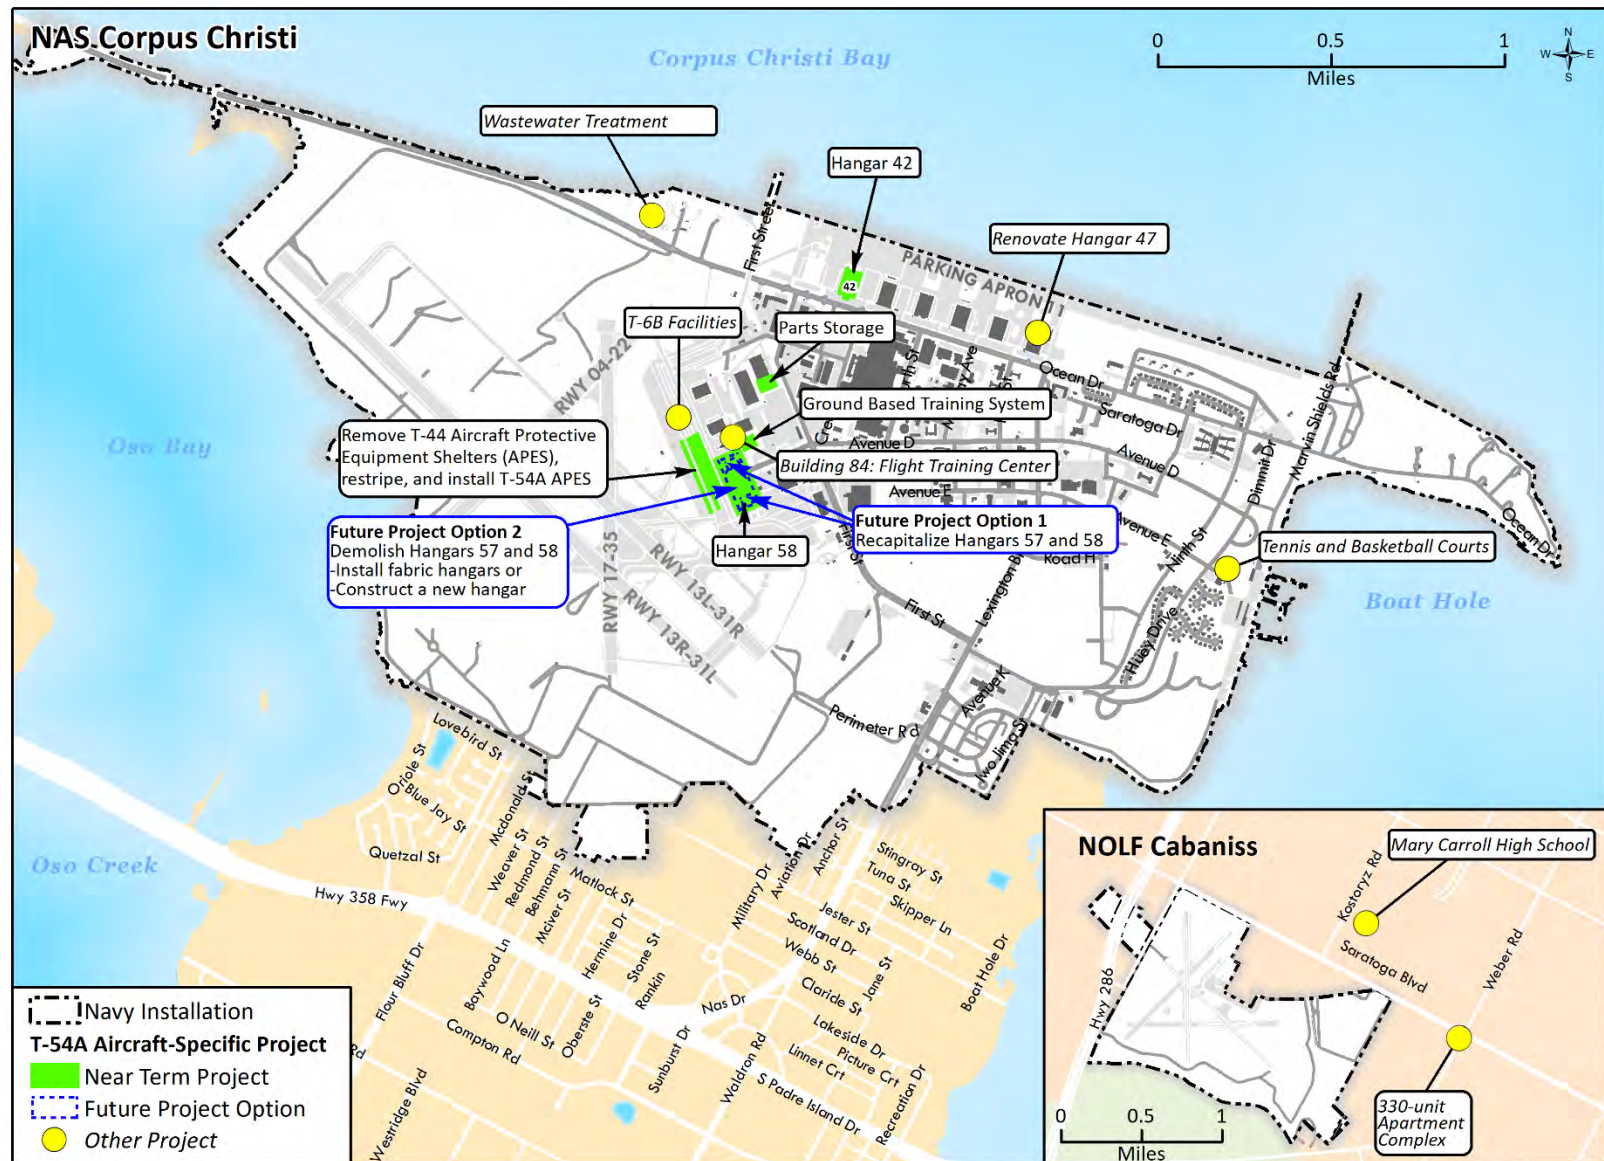 NAS Corpus Christi
Corpus Christi Bay
0 0.5 1
Miles
N
W E
S
Wastewater Treatment
Hangar 42
First Street
Renovate Hangar 47
PARKING APRON 11
42
T-6B Facilities
Parts Storage
RWY 04-22
Ocean Dr
Marvin Shields Rd
Saratoga Dr
Ground Based Training System
Oso Bay
Remove T-44 Aircraft Protective
Equipment Shelters (APES),
restripe, and install T-54A APES
Avenue D
Avenue D
Dimmit Dr
Building 84: Flight Training Center
Avenue E
Avenue E
Ocean Dr
Future Project Option 2
Demolish Hangars 57 and 58
-Install fabric hangars or
-Construct a new hangar
Future Project Option 1
Recapitalize Hangars 57 and 58
Hangar 58
First St
Road H
Ninth St
Tennis and Basketball Courts
RWY 17-35
RWY 13L-31R
RWY 13R-31L
First St
Boat Hole
Huey Drive
Avenue K
Perimeter Rd
Iwo Jima St
Lovebird St
Oriole St
Blue Jay St
Quetzal St
Mcdonald St
Weaver St
Redmond St
Behmann St
Mciver St
Matlock St
Oso Creek
Hwy 358 Fwy
Military Dr
Aviation Dr
Anchor St
Stingray St
Tuna St
Skipper Ln
Jester St
Scotland Dr
Webb St
Jane St
Claride St
Boat Hole Dr
Hermine Dr
Stone St
Rankin
Baywood Ln
Flour Bluff Dr
O Neill St
Oberste St
Compton Rd
Nas Dr
Lakeside Dr
Picture Crt
Linnet Crt
Sunburst Dr
Waldron Rd
S Padre Island Dr
Recreation Dr
Rd
Westridge Blvd
Navy Installation
T-54A Aircraft-Specific Project
Near Term Project
Future Project Option
Other Project
NOLF Cabaniss
Mary Carroll High School
Kostoryz Rd
Saratoga Blvd
Weber Rd
Hwy 286
330-unit
Apartment
Complex
0 0.5 1
Miles